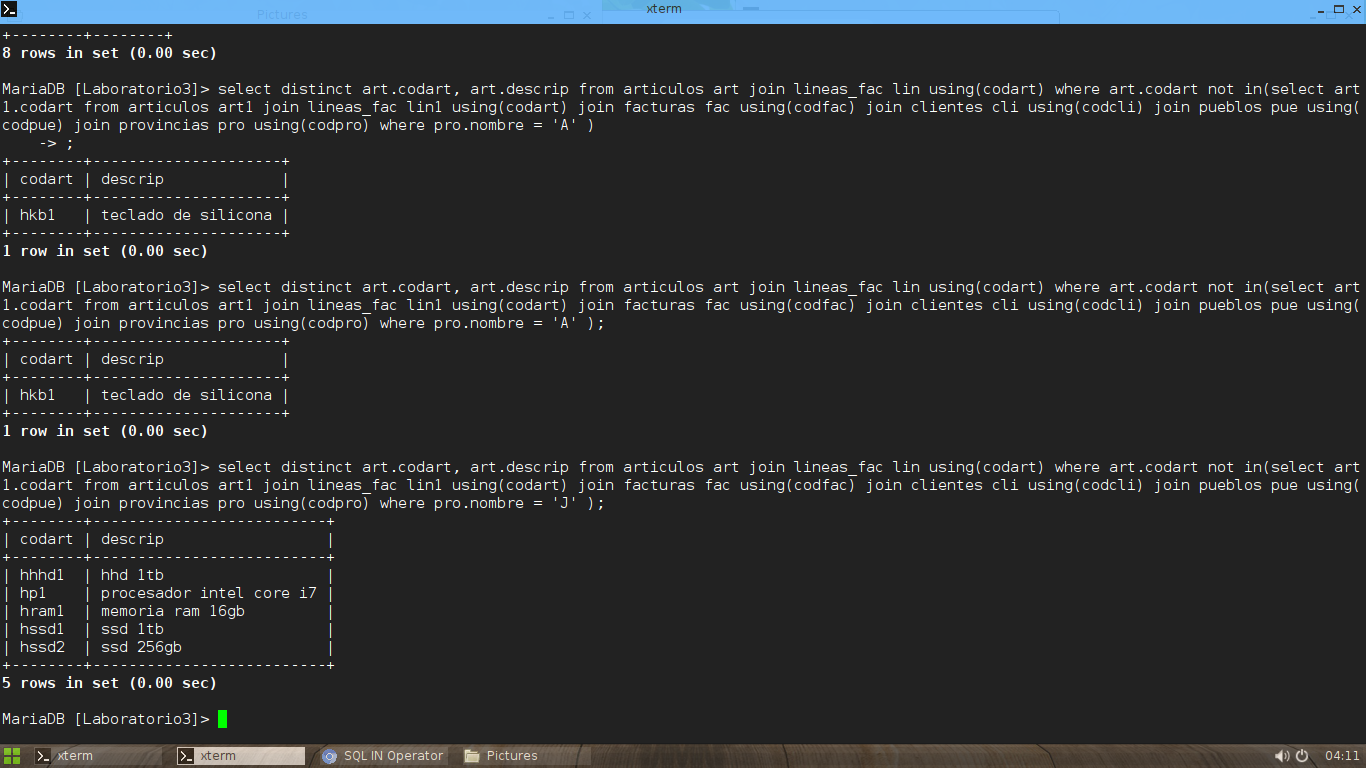 Pictures
xterm
+--------+--------+
8 rows in set (0.00 sec)
MariaDB [Laboratorio3]> select distinct art.codart, art.descrip from articulos art join lineas_fac lin using(codart) where art.codart not in(select art
1.codart from articulos art1 join lineas_fac lin1 using(codart) join facturas fac using(codfac) join clientes cli using(codcli) join pueblos pue using(
codpue) join provincias pro using(codpro) where pro.nombre = 'A' )
    -> ;
+--------+---------------------+
| codart | descrip             |
+--------+---------------------+
| hkb1   | teclado de silicona |
+--------+---------------------+
1 row in set (0.00 sec)
MariaDB [Laboratorio3]> select distinct art.codart, art.descrip from articulos art join lineas_fac lin using(codart) where art.codart not in(select art
1.codart from articulos art1 join lineas_fac lin1 using(codart) join facturas fac using(codfac) join clientes cli using(codcli) join pueblos pue using(
codpue) join provincias pro using(codpro) where pro.nombre = 'A' );
+--------+---------------------+
| codart | descrip             |
+--------+---------------------+
| hkb1   | teclado de silicona |
+--------+---------------------+
1 row in set (0.00 sec)
MariaDB [Laboratorio3]> select distinct art.codart, art.descrip from articulos art join lineas_fac lin using(codart) where art.codart not in(select art
1.codart from articulos art1 join lineas_fac lin1 using(codart) join facturas fac using(codfac) join clientes cli using(codcli) join pueblos pue using(
codpue) join provincias pro using(codpro) where pro.nombre = 'J' );
+--------+--------------------------+
| codart | descrip                  |
+--------+--------------------------+
| hhhd1  | hhd 1tb                  |
| hp1    | procesador intel core i7 |
| hram1  | memoria ram 16gb         |
| hssd1  | ssd 1tb                  |
| hssd2  | ssd 256gb                |
+--------+--------------------------+
5 rows in set (0.00 sec)
MariaDB [Laboratorio3]>
xterm xterm SQL IN Operator Pictures 04:11